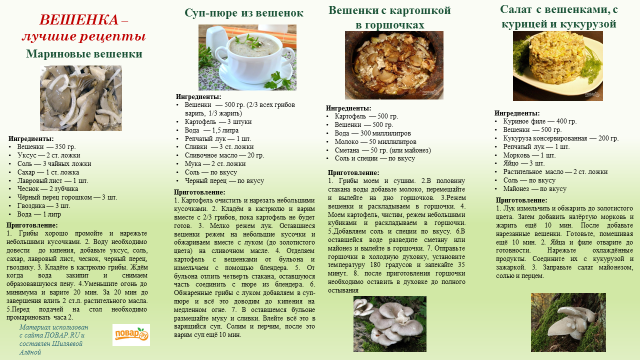 ВЕШЕНКА –
лучшие рецепты
Мариновые вешенки
Ингредиенты:
• Вешенки — 350 гр.
• Уксус — 2 ст. ложки
• Соль — 3 чайных ложки
• Сахар — 1 ст. ложка
• Лавровый лист — 1 шт.
• Чеснок — 2 зубчика
• Чёрный перец горошком — 3 шт.
• Гвоздика — 3 шт.
• Вода — 1 литр
Приготовление:
1. Грибы хорошо промойте и нарежьте
небольшими кусочками. 2. Воду необходимо
довести до кипения, добавьте уксус, соль,
сахар, лавровый лист, чеснок, черный перец,
гвоздику. 3. Кладёте в кастрюлю грибы. Ждём
когда вода закипит и снимаем
образовавшуюся пену. 4.Уменьшите огонь до
минимума и варите 20 мин. За 20 мин до
завершения влить 2 ст.л. растительного масла.
5.Перед подачей на стол необходимо
промариновать часа 2.
Материал использован
с сайта ПОВАР.RU и
составлен Шиляевой
Алёной
повар
Суп-пюре из вешенок
Ингредиенты:
• Вешенки — 500 гр. (2/3 всех грибов
варить, 1/3 жарить)
• Картофель — 3 штуки
• Вода — 1,5 литра
• Репчатый лук — 1 шт.
• Сливки — 3 ст. ложки
• Сливочное масло — 20 гр.
• Мука — 2 ст. ложки
• Соль — по вкусу
• Черный перец — по вкусу
Приготовление:
1. Картофель очистить и нарезать небольшими
кусочками. 2. Кладём в кастрюлю и варим
вместе с 2/3 грибов, пока картофель не будет
готов. 3. Мелко режем лук. Оставшиеся
вешенки режем на небольшие кусочки и
обжариваем вместе с луком (до золотистого
цвета) на сливочном масле. 4. Отделяем
картофель с вешенками от бульона и
измельчаем с помощью блендера. 5. От
бульона отлить четверть стакана, оставшуюся
часть соединить с пюре из блендера. 6.
Обжаренные грибы с луком добавляем в суп-
пюре и всё это доводим до кипения на
медленном огне. 7. В оставшемся бульоне
размешайте муку и сливки. Влейте всё это в
варящийся суп. Солим и перчим, после это
варим суп ещё 10 мин.
Вешенки с картошкой
в горшочках
Ингредиенты:
• Картофель — 500 гр.
• Вешенки — 500 гр.
• Вода — 300 миллилитров
• Молоко — 50 миллилитров
• Сметана — 50 гр. (или майонез)
• Соль и специи — по вкусу
Приготовление:
1. Грибы моем и сушим. 2.В половину
стакана воды добавьте молоко, перемешайте
и вылейте на дно горшочков. 3.Режем
вешенки и раскладываем в горшочки. 4.
Моем картофель, чистим, режем небольшими
кубиками и раскладываем в горшочки.
5.Добавляем соль и специи по вкусу. 6.В
оставшейся воде разведите сметану или
майонез и вылейте в горшочки. 7. Оправьте
горшочки в холодную духовку, установите
температуру 180 градусов и запекайте 35
минут. 8. после приготовления горшочки
необходимо оставить в духовке до полного
остывания
Салат с вешенками, с
курицей и кукурузой
Ингредиенты:
• Куриное филе — 400 гр.
• Вешенки — 500 гр.
• Кукуруза консервированная — 200 гр.
• Репчатый лук — 1 шт.
• Морковь — 1 шт.
• Яйцо — 3 шт.
• Растительное масло — 2 ст. ложки
• Соль — по вкусу
• Майонез — по вкусу
Приготовление:
1. Лук измельчить и обжарить до золотистого
цвета. Затем добавить натёртую морковь и
жарить ещё 10 мин. После добавьте
нарезанные вешенки. Готовьте, помешивая
ещё 10 мин. 2. Яйца и филе отварите до
готовности. Нарежьте охлаждённые
продукты. Соедините их с кукурузой и
зажаркой. 3. Заправьте салат майонезом,
солью и перцем.